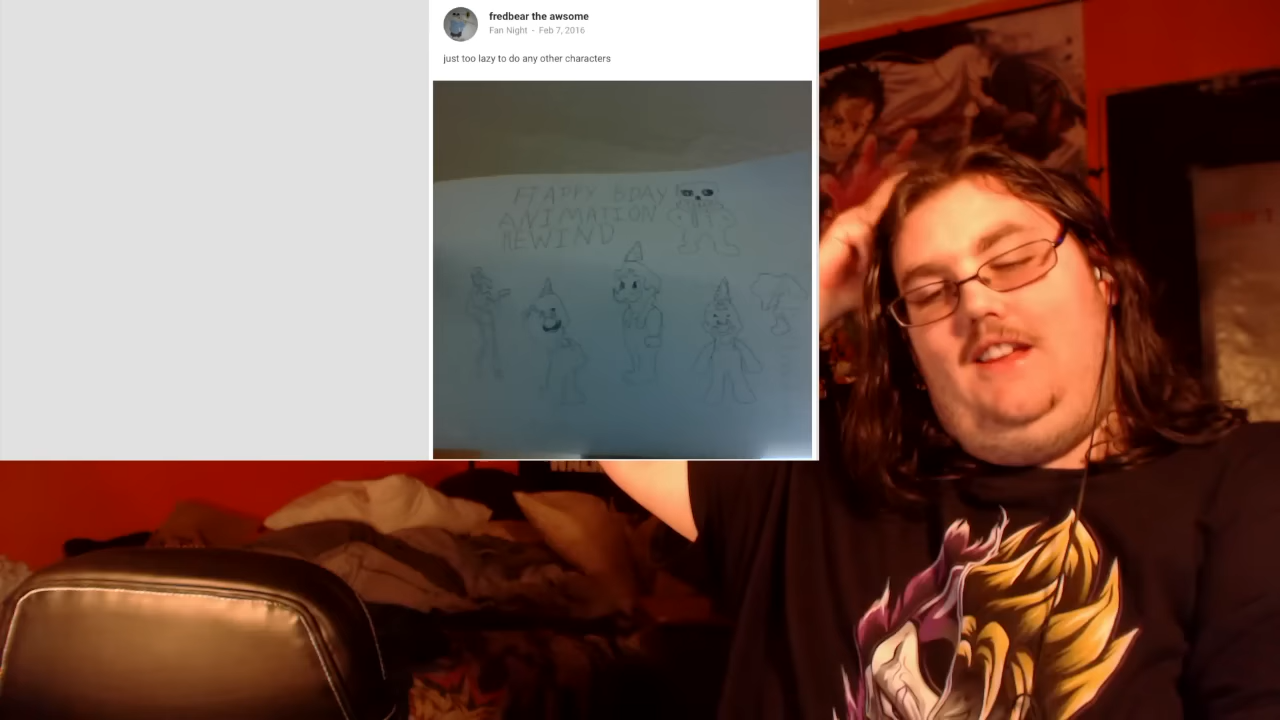 fredbear the awsome
Fan Night - Feb 7, 2016
just too lazy to do any other characters
HAPPY BDAY
ANIMATION
REWIND